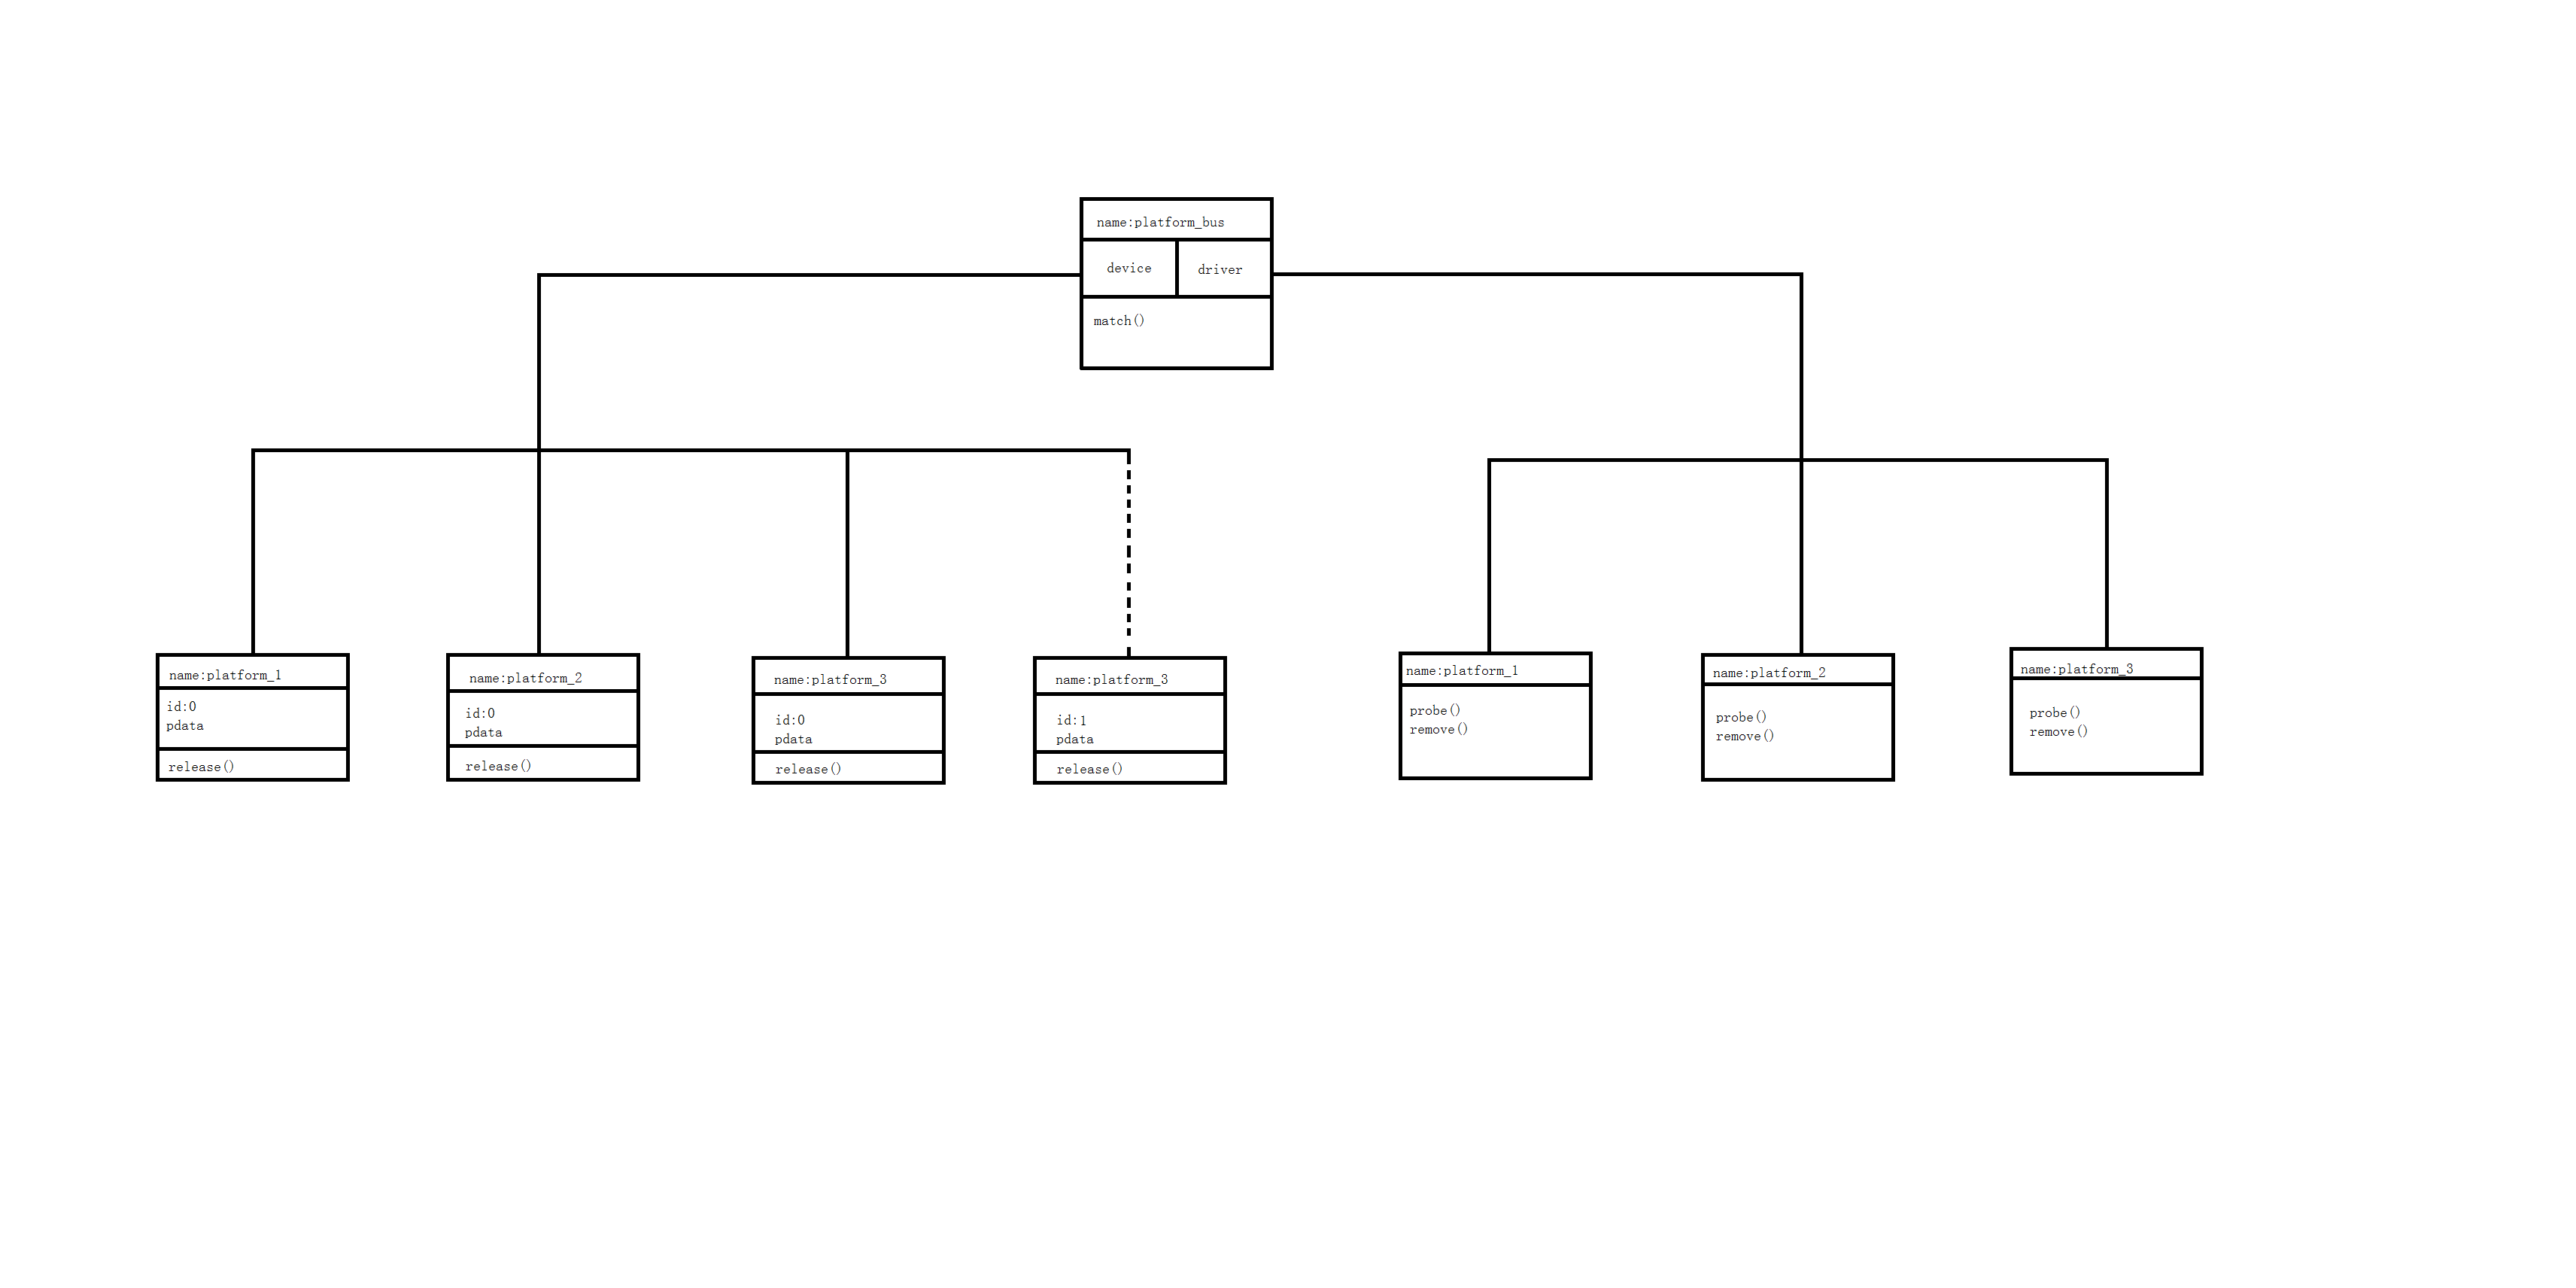 name:platform_bus
device
driver
match()
name:platform_1
id:0
pdata
release()
name:platform_2
id:0
pdata
release()
name:platform_3
id:0
pdata
release()
name:platform_3
id:1
pdata
release()
name:platform_1
probe()
remove()
name:platform_2
probe()
remove()
name:platform_3
probe()
remove()